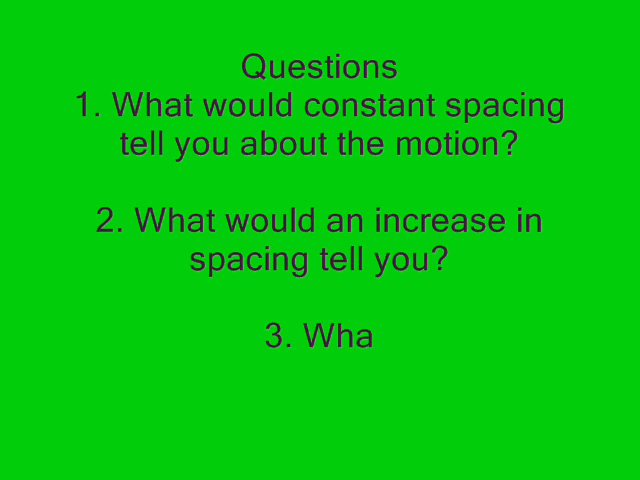 Questions
1. What would constant spacing
tell you about the motion?
2. What would an increase in
spacing tell you?
3. Wha